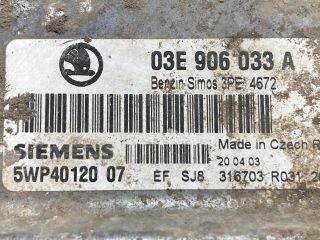 03E 906 033 A
Benzin Simos 3PE 4672
SIEMENS
Made in Czech R
20 04 03
5WP40120 07
EF SJ8 316703 R031